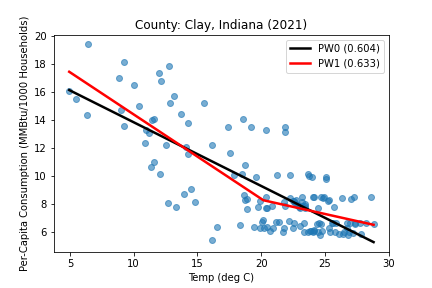 County: Clay, Indiana (2021)
PW0 (0.604)
PW1 (0.633)
Per-Capita Consumption (MMBtu/1000 Households)
20
18
16
14
12
10
8
6
5
10
15
20
25
30
Temp (deg C)